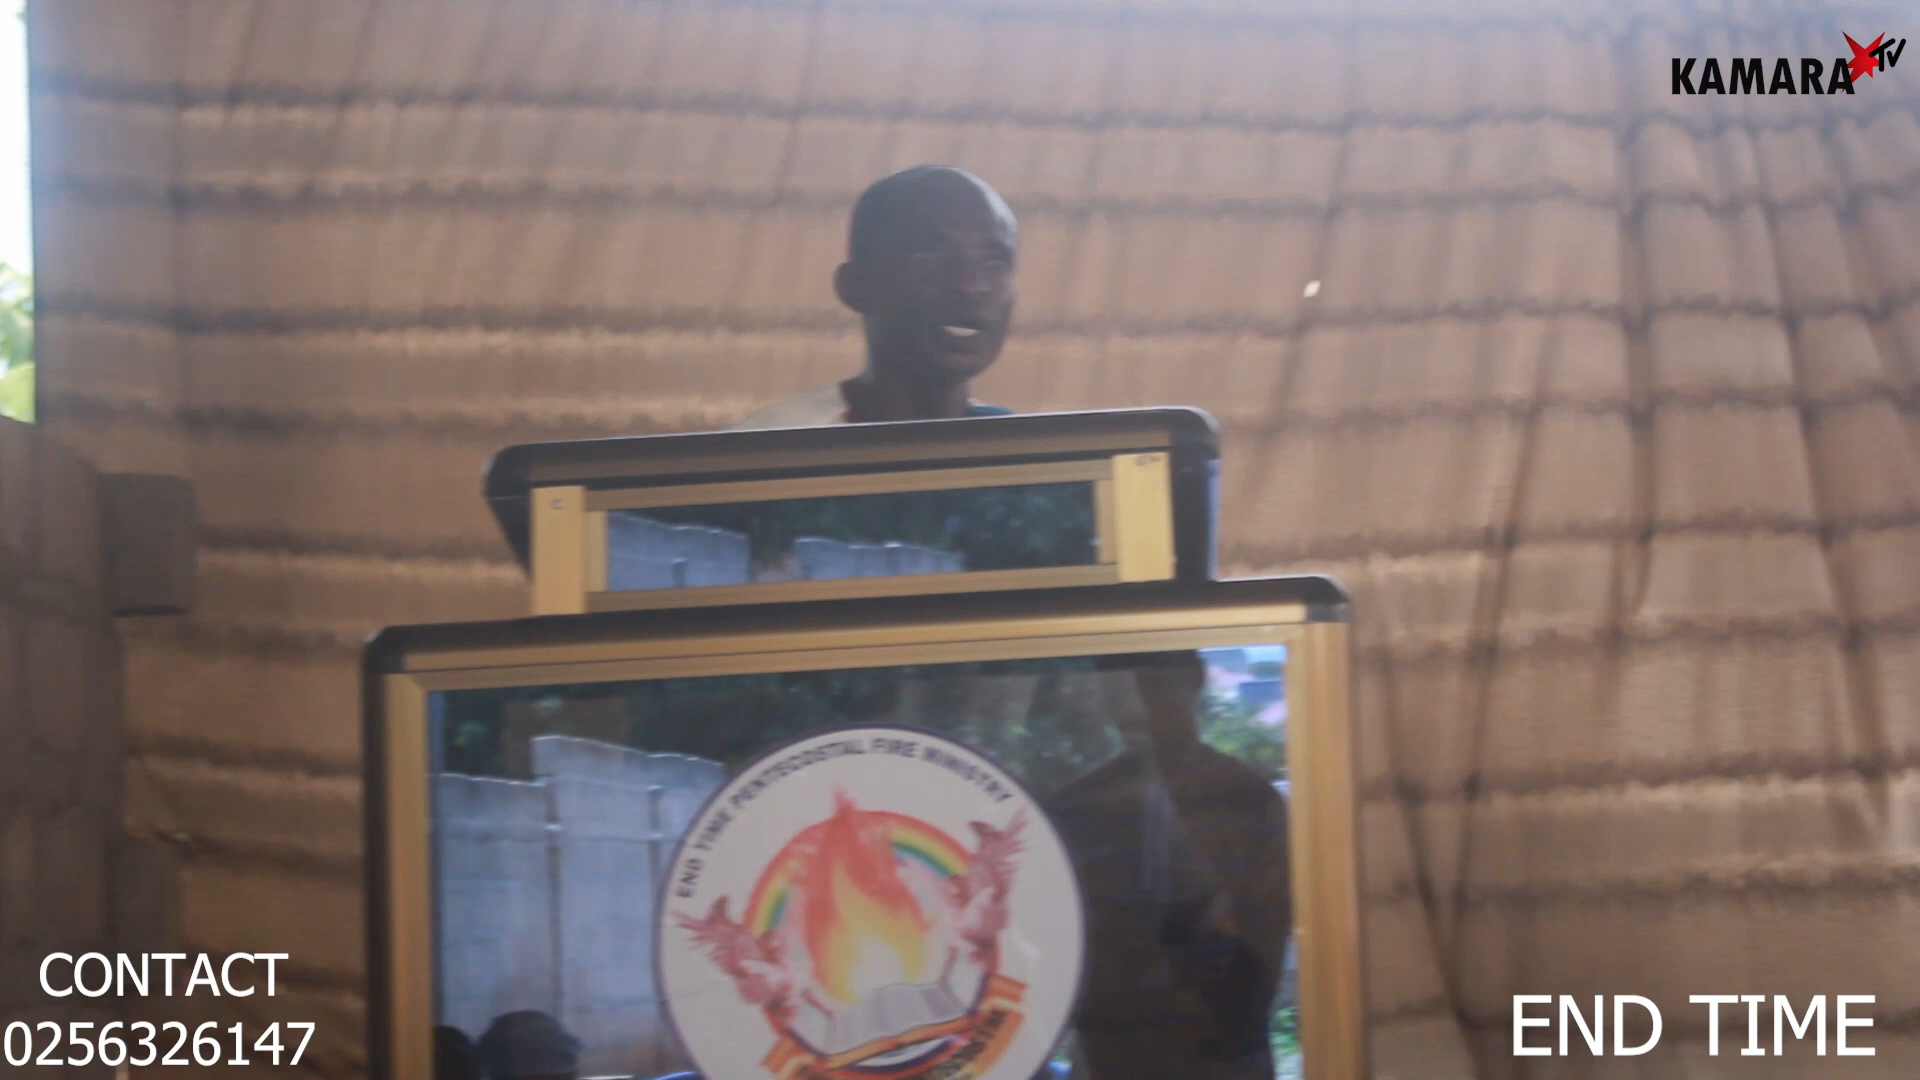 KAMARA TV
END TIME PENTECOSTAL FIRE MINISTRY
CONTACT
0256326147
END TIME